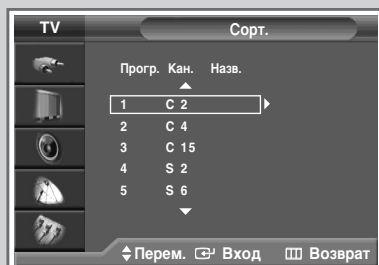 TV Сорт.
Прогр. Кан. Назв.
1 C 2
2 C 4
3 C 15
4 S 2
5 S 6
Перем. Вход Возврат